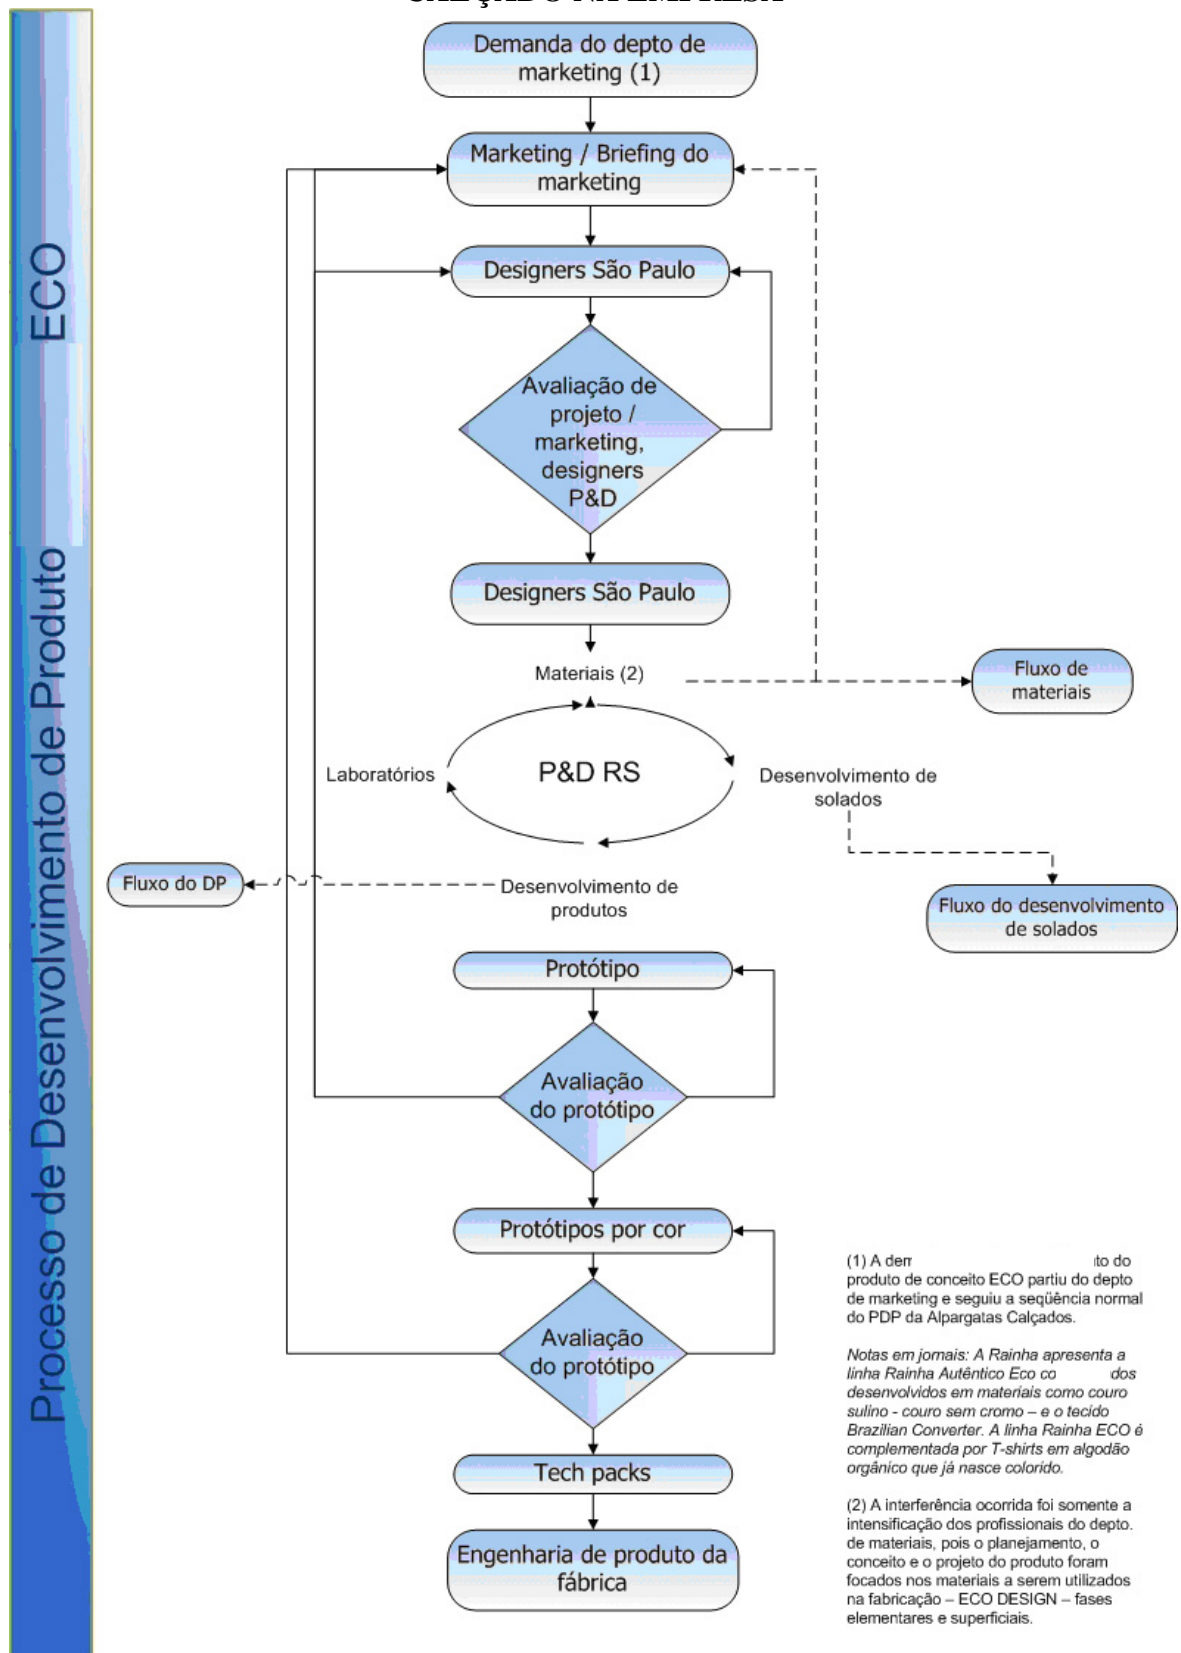 CALÇADO NA EMPRESA
Demanda do depto de
marketing (1)
Marketing / Briefing do
marketing
Designers São Paulo
Avaliação de
projeto /
marketing,
designers
P&D
Designers São Paulo
Materiais (2)
Fluxo de
materiais
Laboratórios
P&D RS
Desenvolvimento de
solados
Fluxo do DP
Desenvolvimento de
produtos
Fluxo do desenvolvimento
de solados
Protótipo
Avaliação
do protótipo
Protótipos por cor
Avaliação
do protótipo
Tech packs
Engenharia de produto da
fábrica
Processo de Desenvolvimento de Produto ECO
(1) A do
produto de conceito ECO partiu do depto
de marketing e seguiu a seqüência normal
do PDP da Alpargatas Calçados.
Notas em jornais: A Rainha apresenta a
linha Rainha Autêntico Eco
desenvolvidos em materiais como couro
sulino - couro sem cromo – e o tecido
Brazilian Converter. A linha Rainha ECO é
complementada por T-shirts em algodão
orgânico que já nasce colorido.
(2) A interferência ocorrida foi somente a
intensificação dos profissionais do depto.
de materiais, pois o planejamento, o
conceito e o projeto do produto foram
focados nos materiais a serem utilizados
na fabricação – ECO DESIGN – fases
elementares e superficiais.